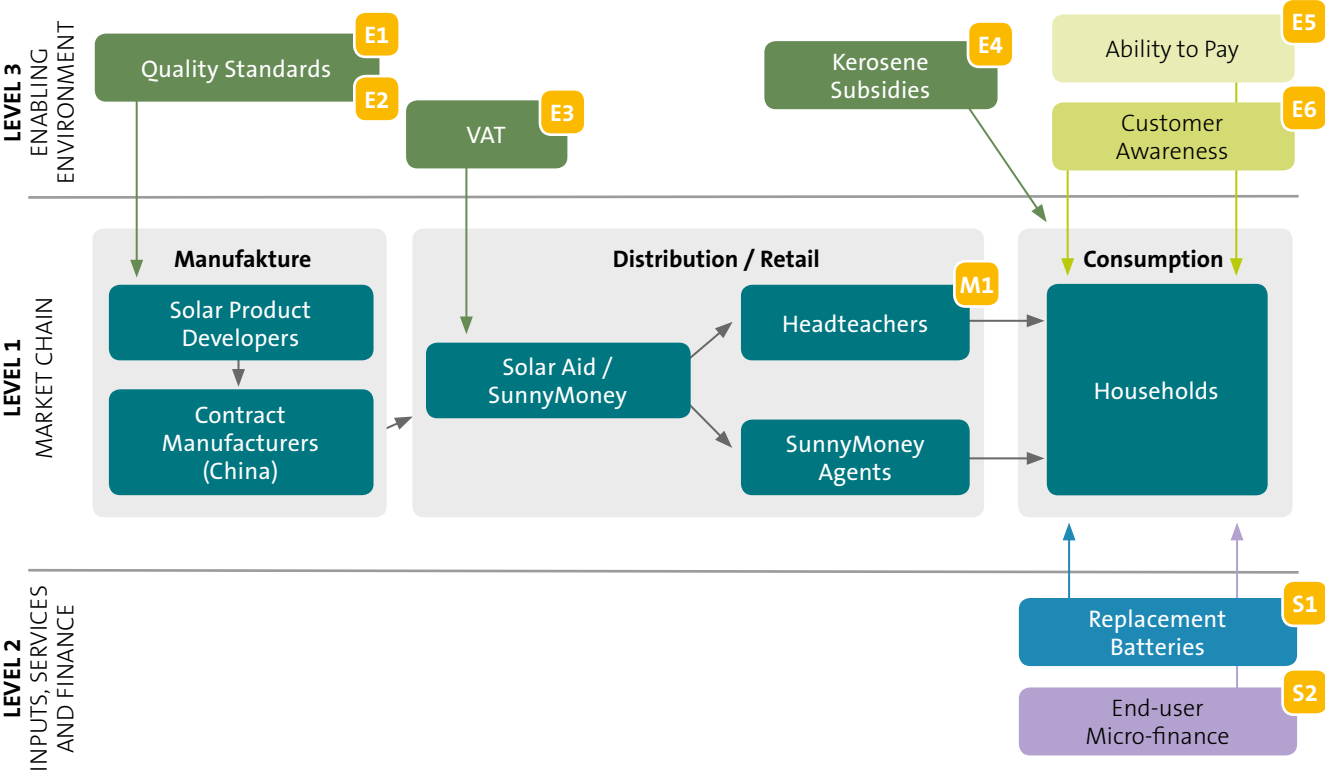 LEVEL 3
ENABLING
ENVIRONMENT
Quality Standards
E1
E2
VAT
E3
Kerosene
Subsidies
E4
Ability to Pay
E5
Customer
Awareness
E6
LEVEL 1
MARKET CHAIN
Manufakture
Solar Product
Developers
Contract
Manufacturers
(China)
Distribution / Retail
Solar Aid /
SunnyMoney
Headteachers
M1
SunnyMoney
Agents
Consumption
Households
LEVEL 2
INPUTS, SERVICES
AND FINANCE
Replacement
Batteries
S1
End-user
Micro-finance
S2